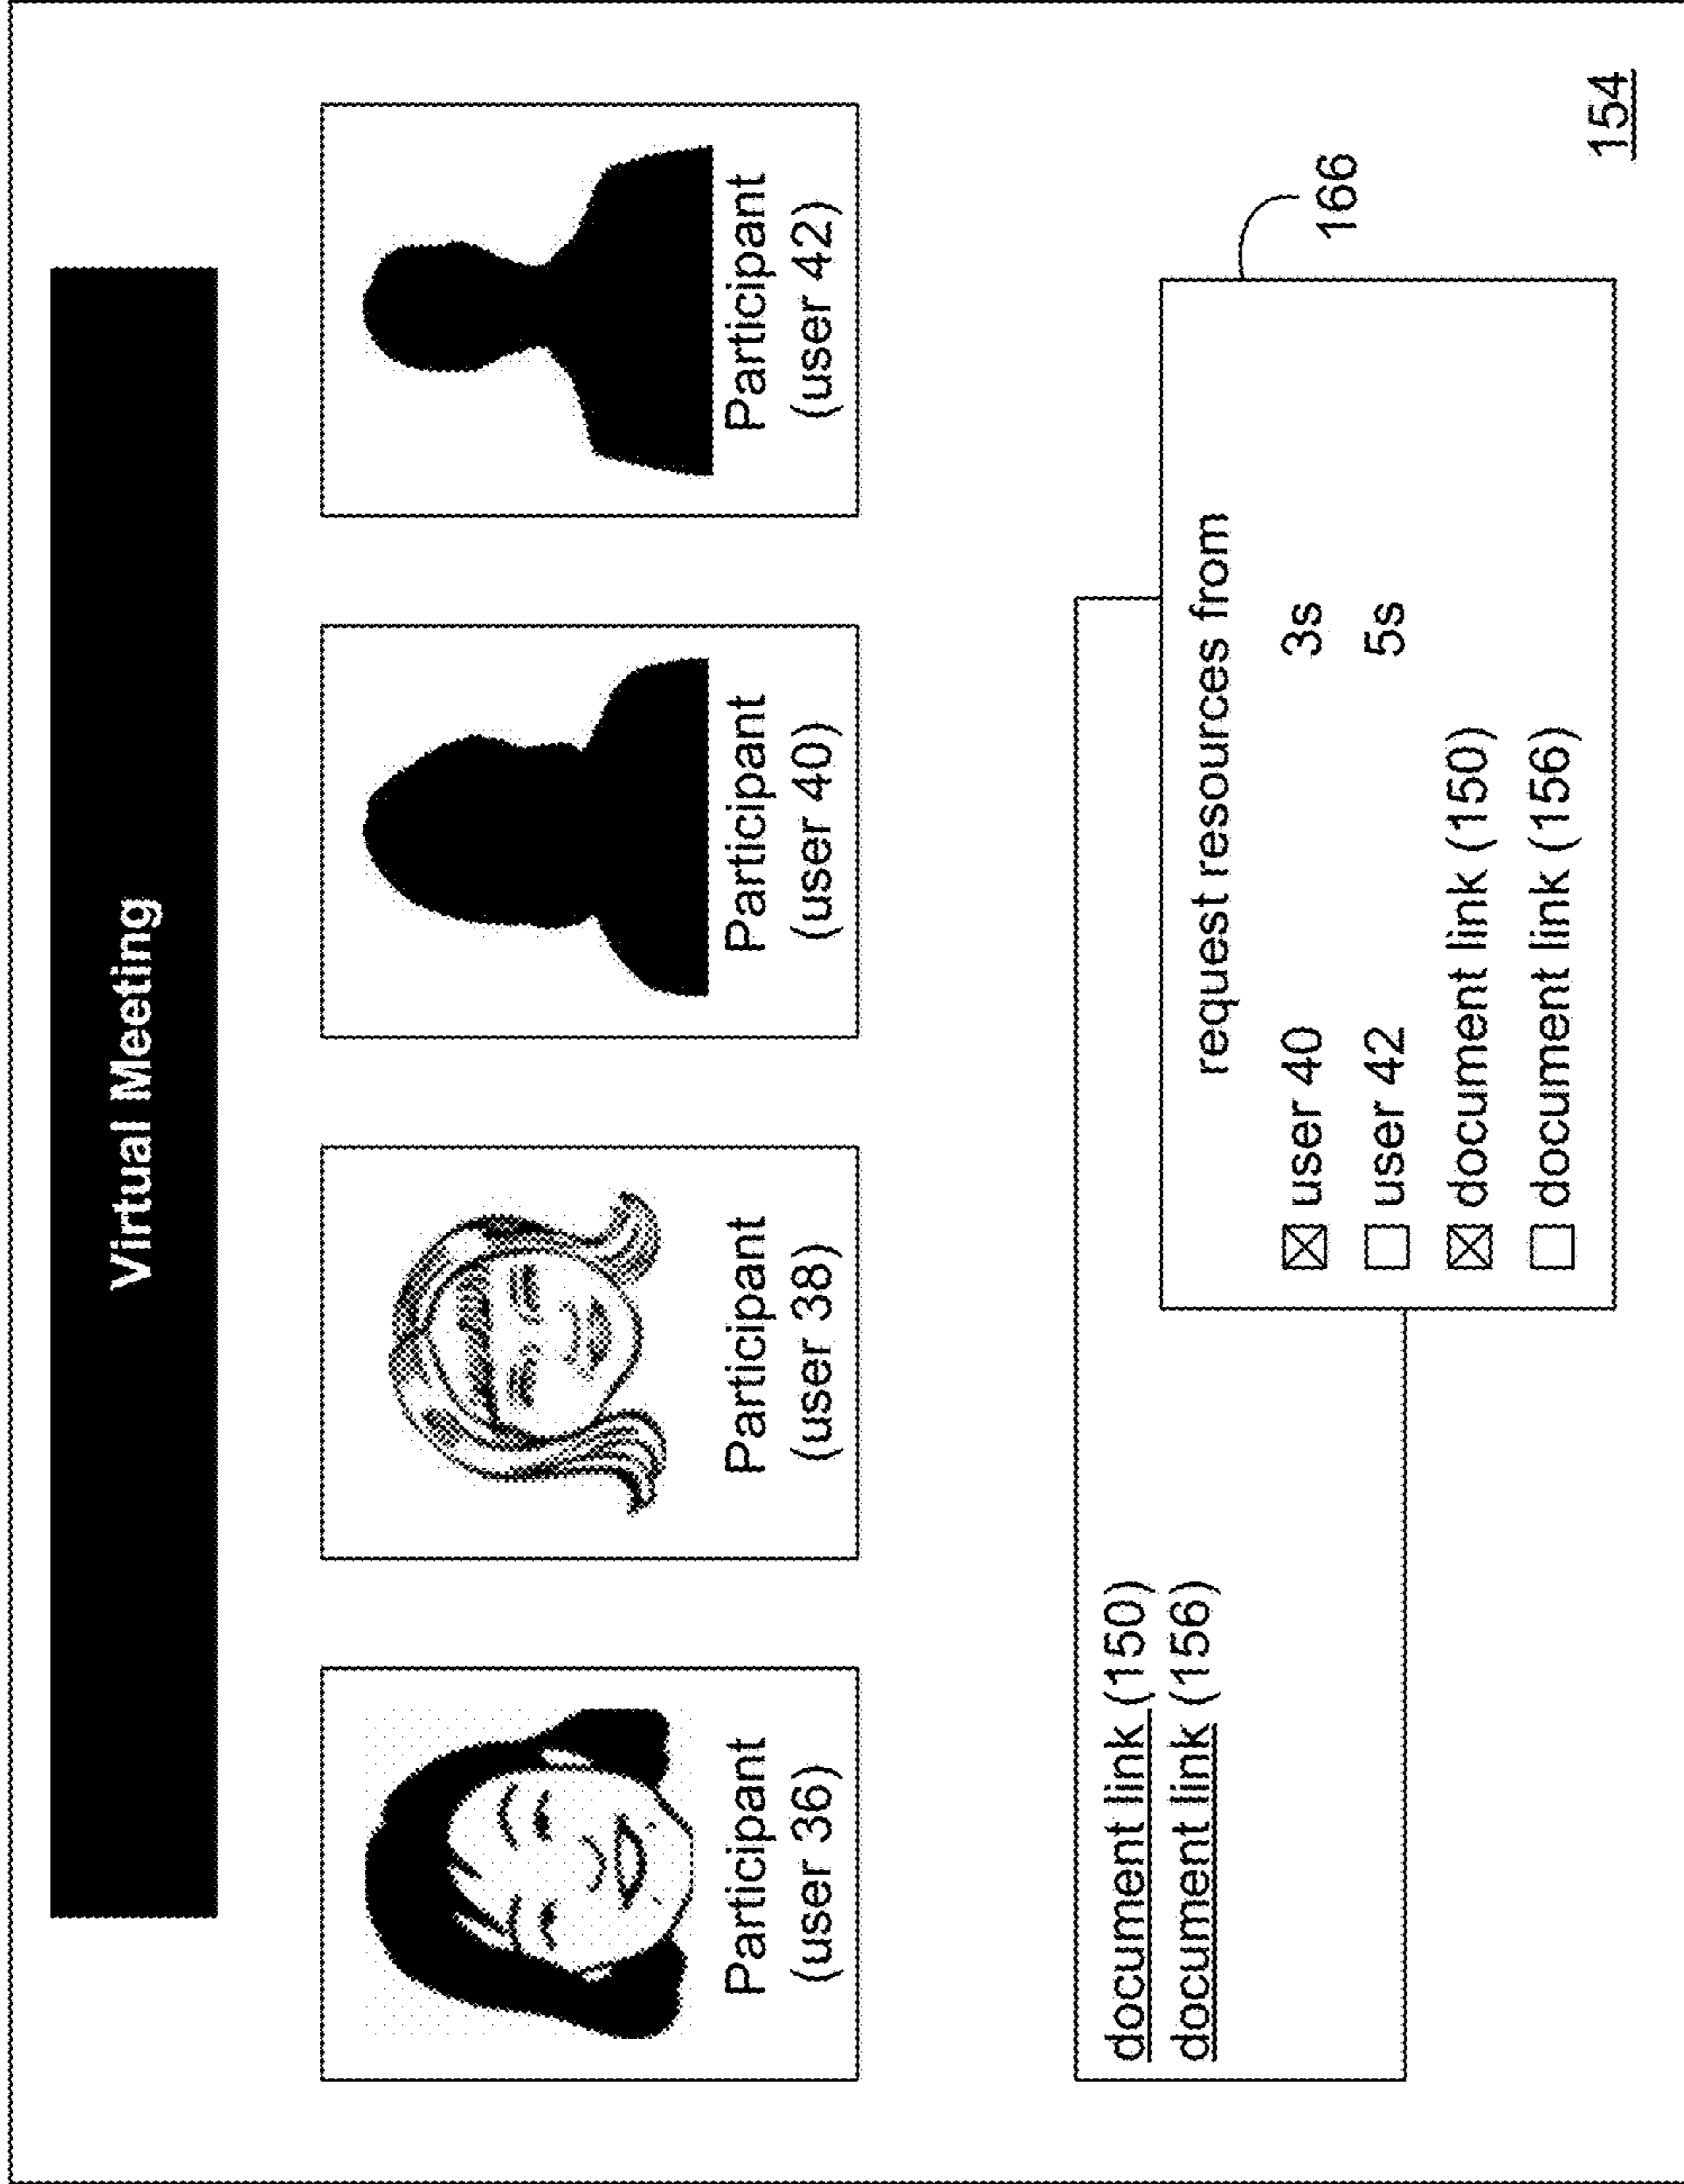 Virtual Meeting
Participant
(user 36)
Participant
(user 38)
Participant
(user 40)
Participant
(user 42)
document link (150)
document link (156)
request resources from
user 40 3s
user 42 5s
document link (150)
document link (156)
166
154